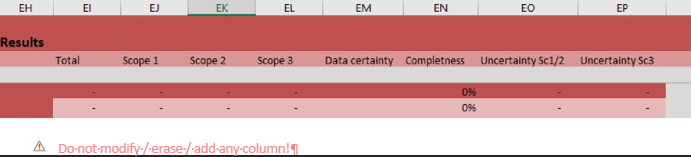 EH EI EJ EK EL EM EN EO EP
Results
Total Scope 1 Scope 2 Scope 3 Data certainty Completness Uncertainty Sc1/2 Uncertainty Sc3
- - - - 0% - -
- - - - 0% - -
Do·not·modify·/·erase·/·add·any·column!¶